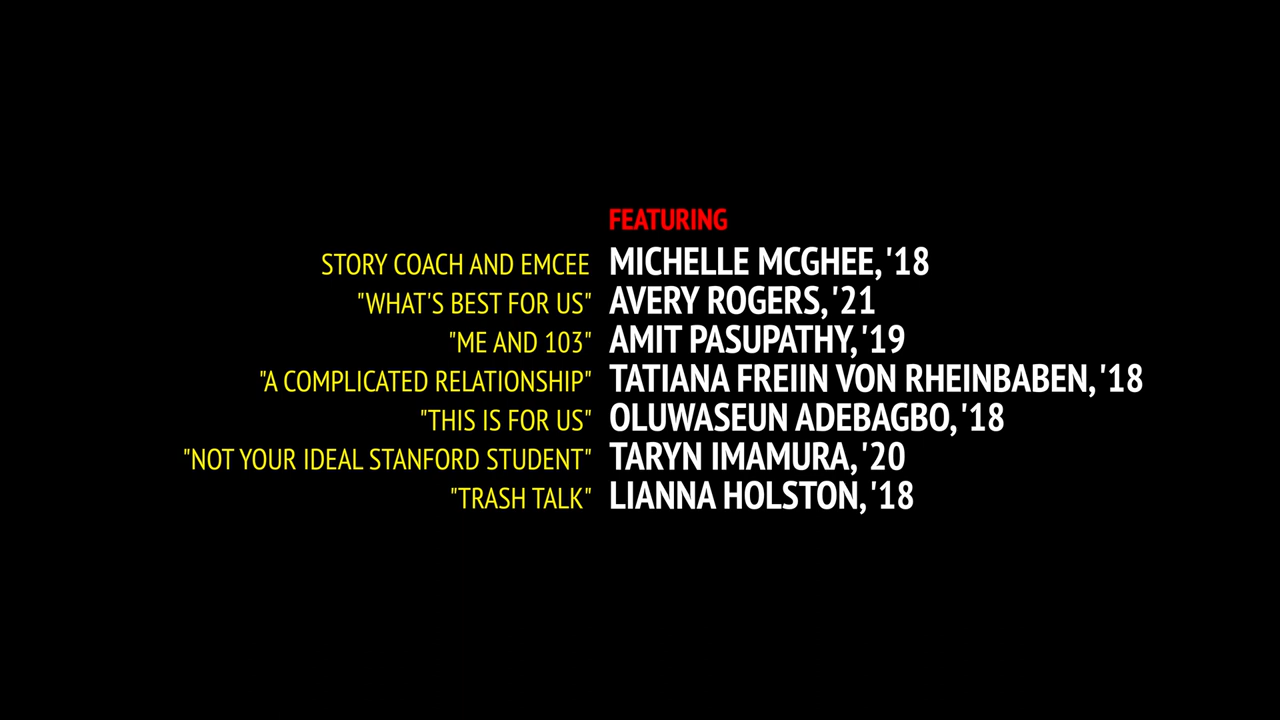 FEATURING
STORY COACH AND EMCEE MICHELLE MCGHEE, '18
"WHAT'S BEST FOR US" AVERY ROGERS, '21
"ME AND 103" AMIT PASUPATHY, '19
"A COMPLICATED RELATIONSHIP" TATIANA FREIIN VON RHEINBABEN, '18
"THIS IS FOR US" OLUWASEUN ADEBAGBO, '18
"NOT YOUR IDEAL STANFORD STUDENT" TARYN IMAMURA, '20
"TRASH TALK" LIANNA HOLSTON, '18